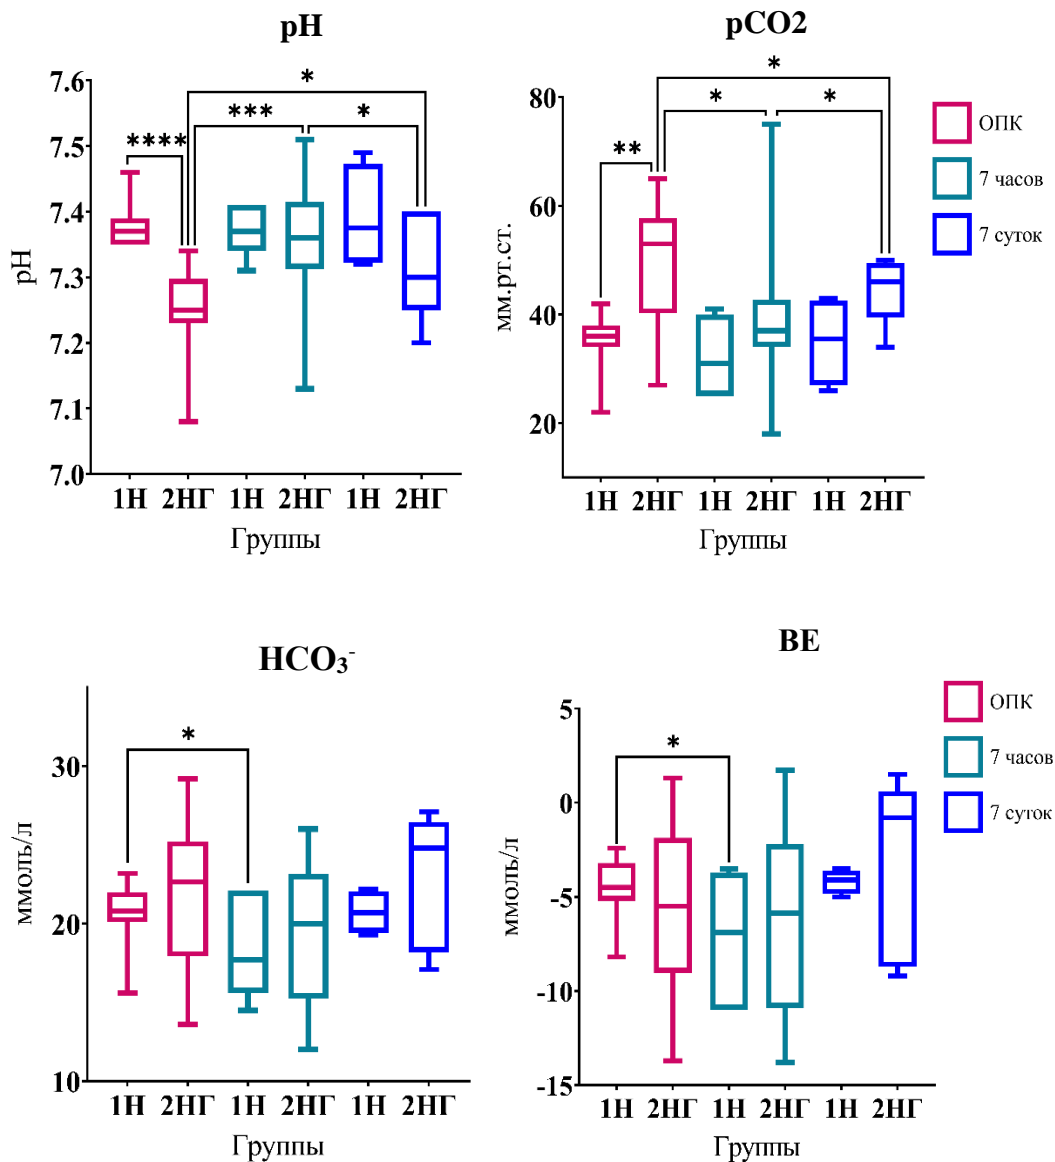 pH
7.6
7.5
7.4
7.3
7.2
7.1
7.0
pH
****
***
*
*
1Н 2НГ 1Н 2НГ 1Н 2НГ
Группы
pCO2
80
60
40
20
мм.рт.ст.
**
*
*
*
1Н 2НГ 1Н 2НГ 1Н 2НГ
Группы
ОПК
7 часов
7 суток
HCO₃⁻
30
20
10
ммоль/л
*
1Н 2НГ 1Н 2НГ 1Н 2НГ
Группы
BE
5
0
-5
-10
-15
ммоль/л
*
1Н 2НГ 1Н 2НГ 1Н 2НГ
Группы
ОПК
7 часов
7 суток